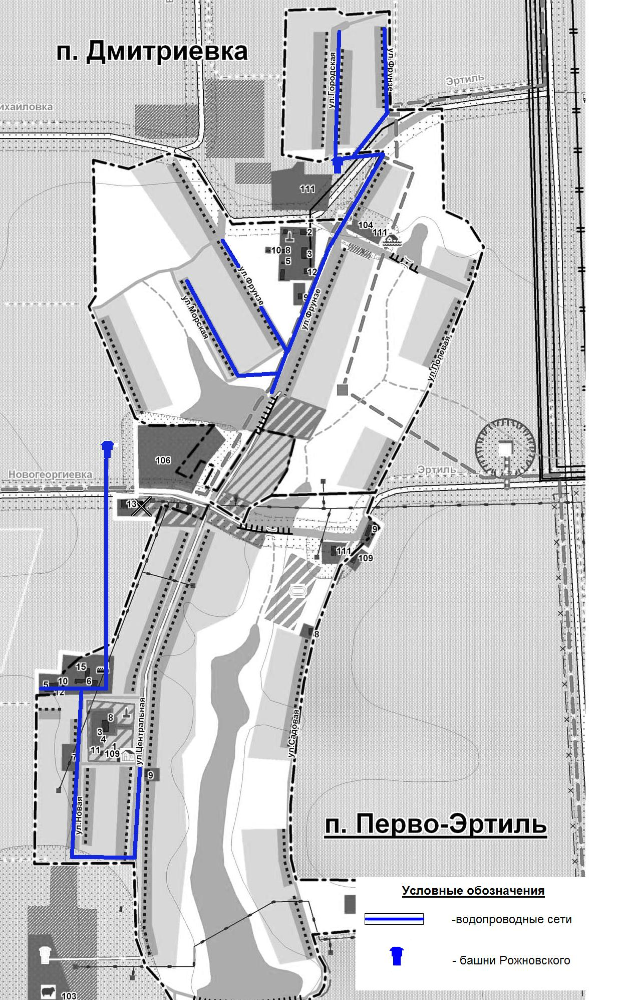 п. Дмитриевка
ул.Городская
ул.Фрунзе
Эртиль
ихайловка
111
104
111
2
10
8
3
5
12
ул.Фрунзе
ул.Фрунзе
ул.Морская
ул.Полевая
106
Новогеоргиевка
Эртиль
13
9
111
109
8
15
10
6
5
12
8
3
4
1
11
109
7
9
ул.Центральная
ул.Садовая
ул.Новая
п. Перво-Эртиль
Условные обозначения
-водопроводные сети
- башни Рожновского
103